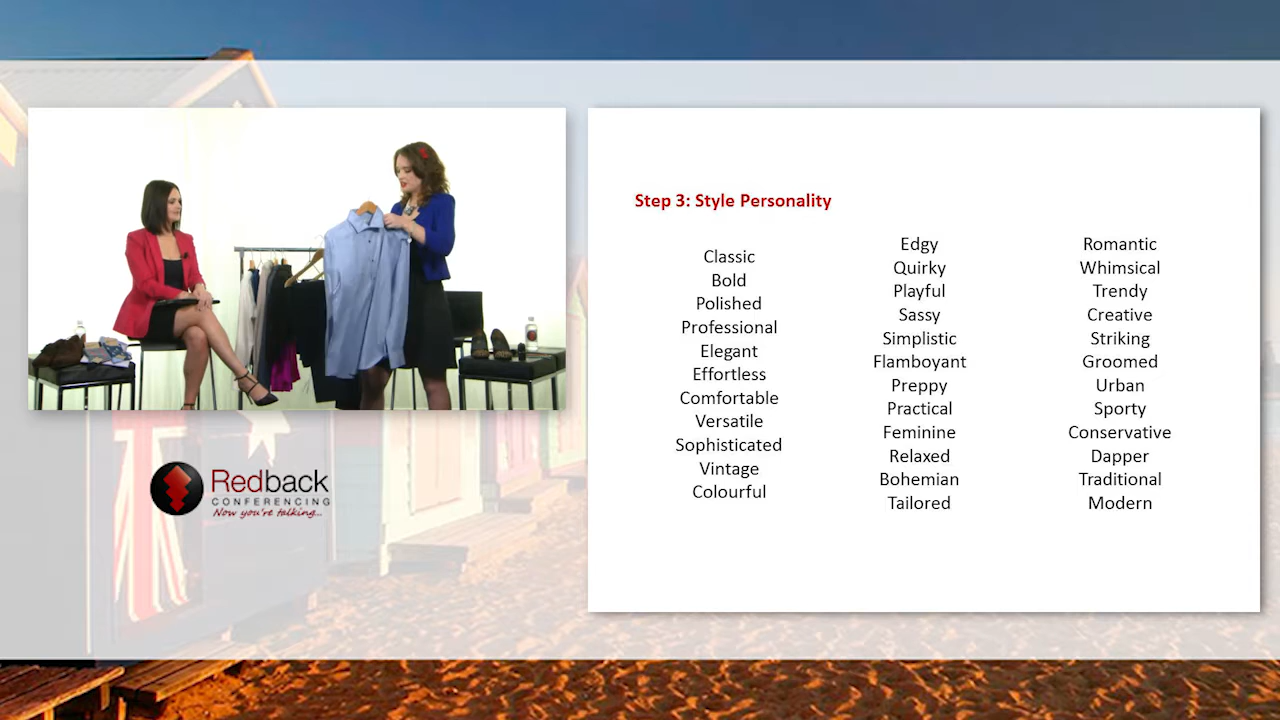 Step 3: Style Personality
Classic
Bold
Polished
Professional
Elegant
Effortless
Comfortable
Versatile
Sophisticated
Vintage
Colourful
Edgy
Quirky
Playful
Sassy
Simplistic
Flamboyant
Preppy
Practical
Feminine
Relaxed
Bohemian
Tailored
Romantic
Whimsical
Trendy
Creative
Striking
Groomed
Urban
Sporty
Conservative
Dapper
Traditional
Modern
Redback
CONFERENCING
Now you're talking...